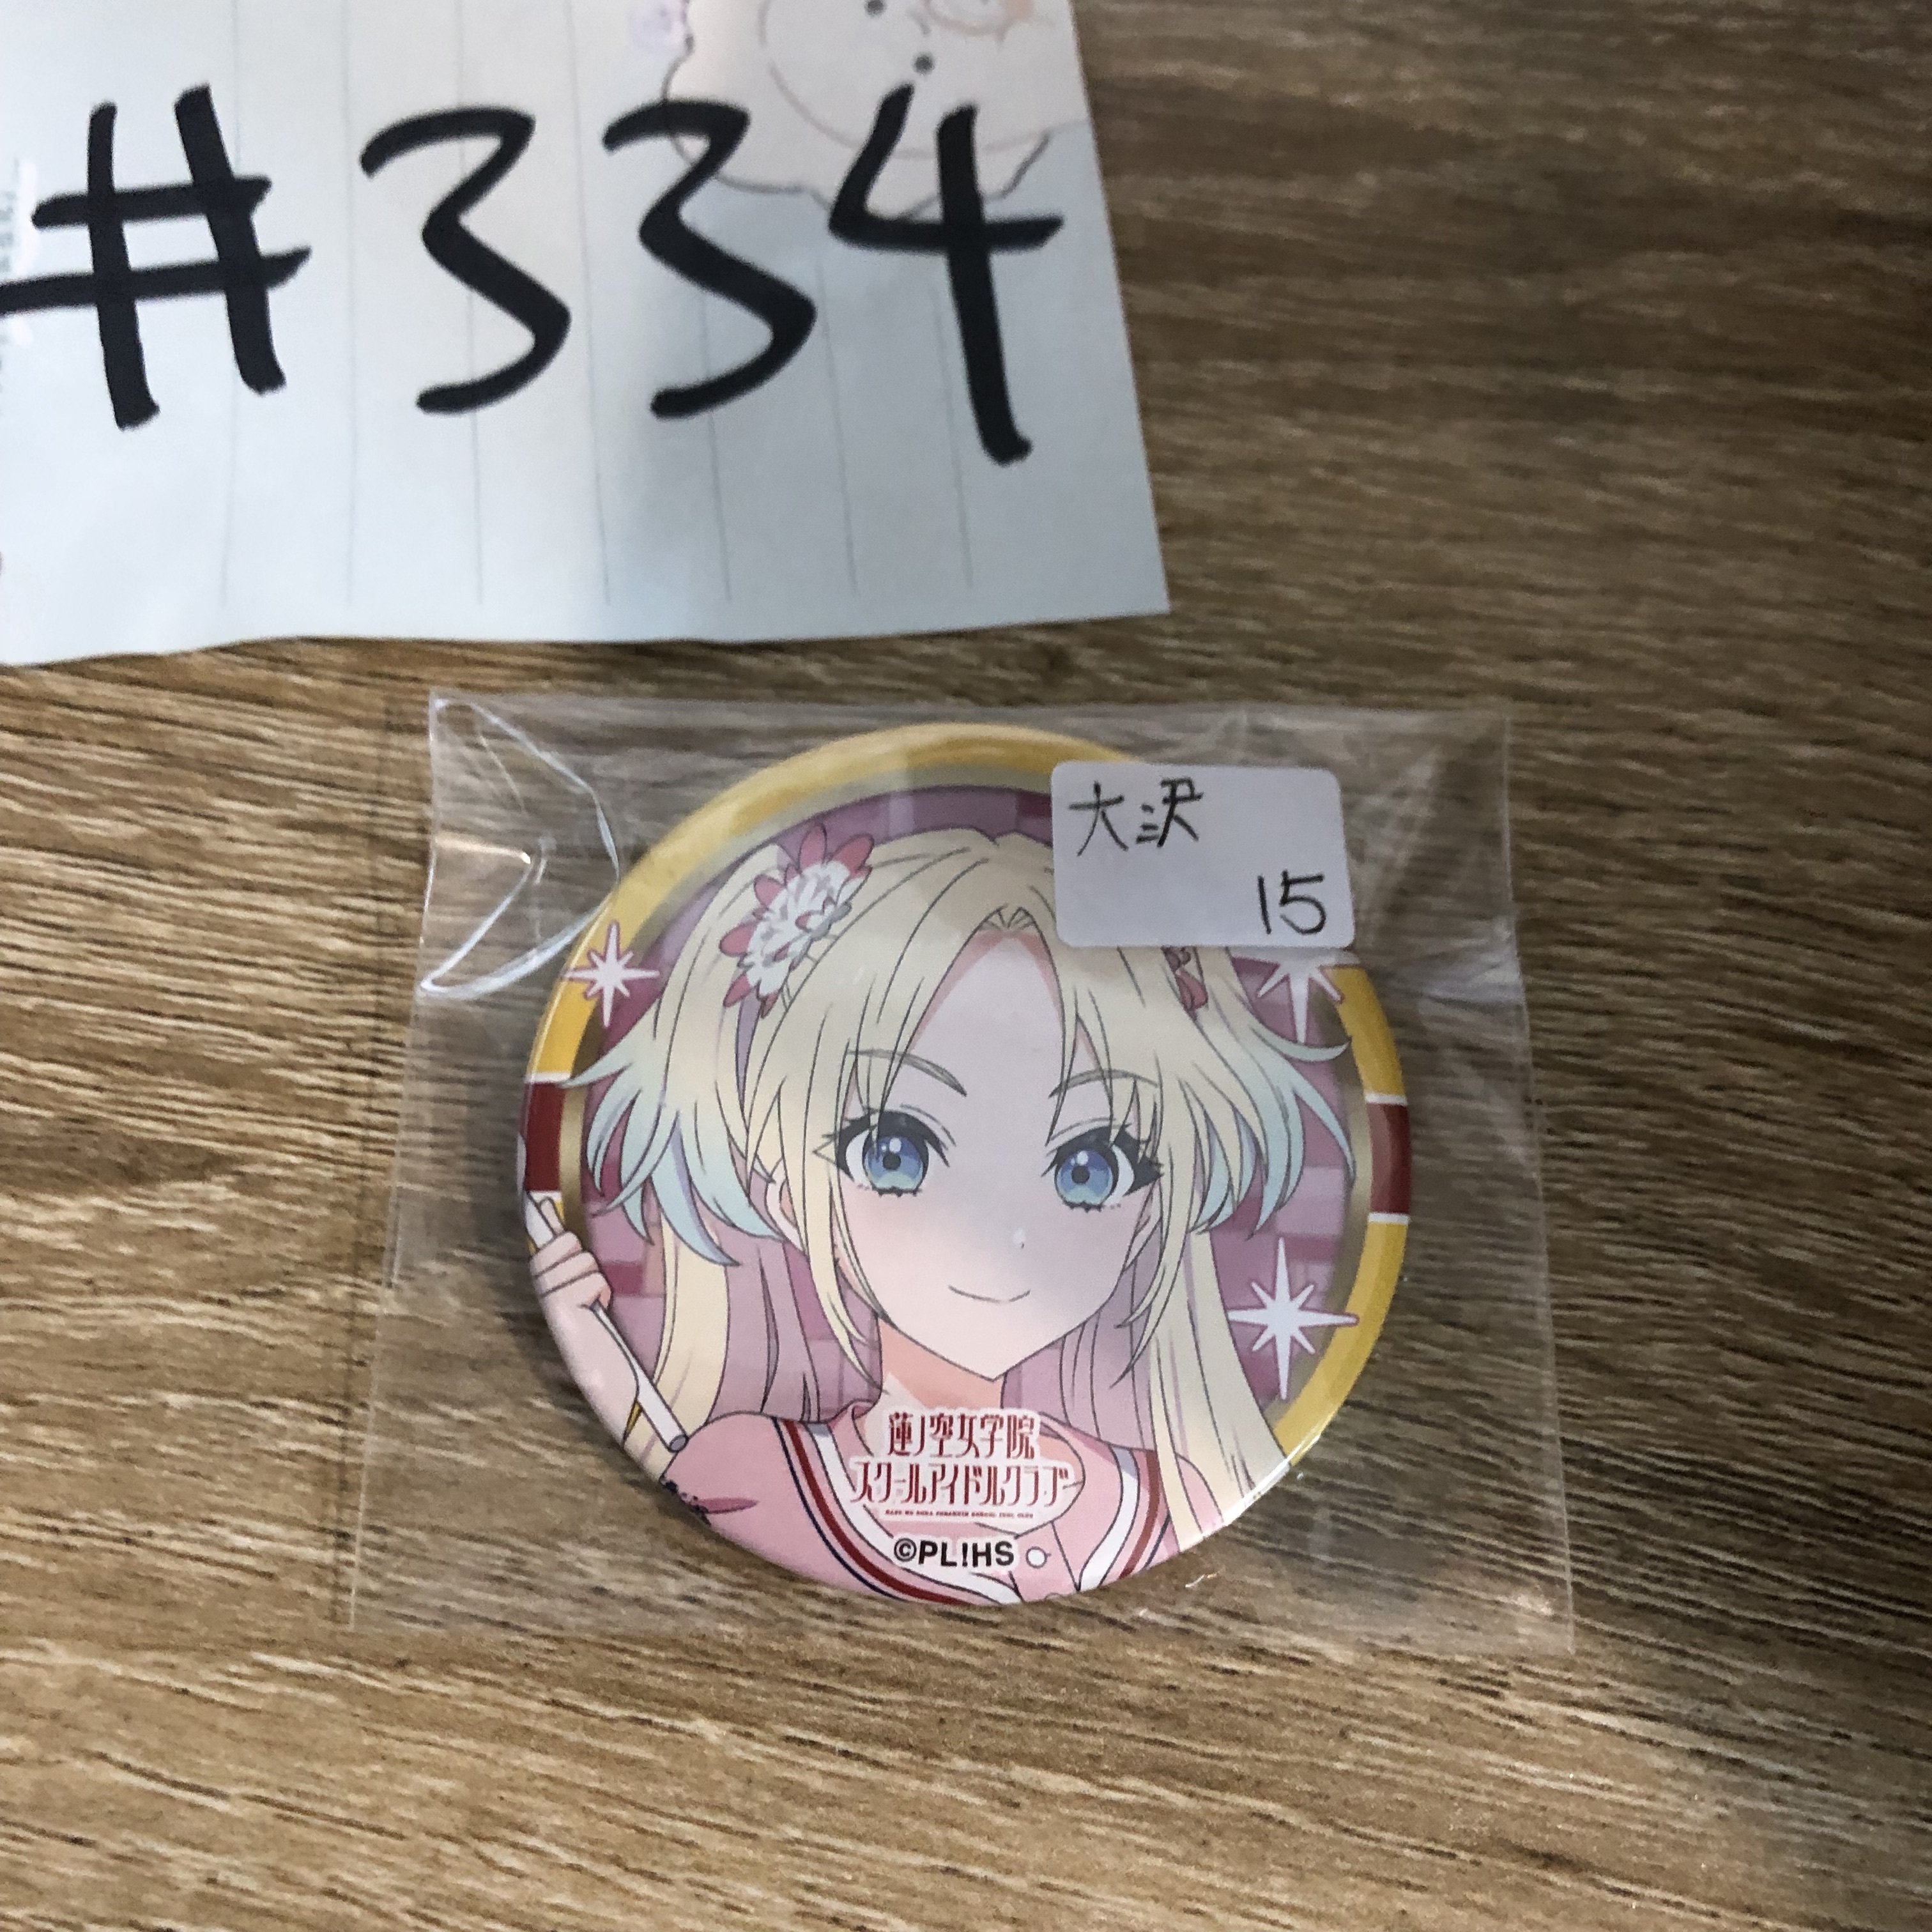 #334
大沢
15
蓮ノ空女学院
スクールアイドルクラブ
©PL!HS